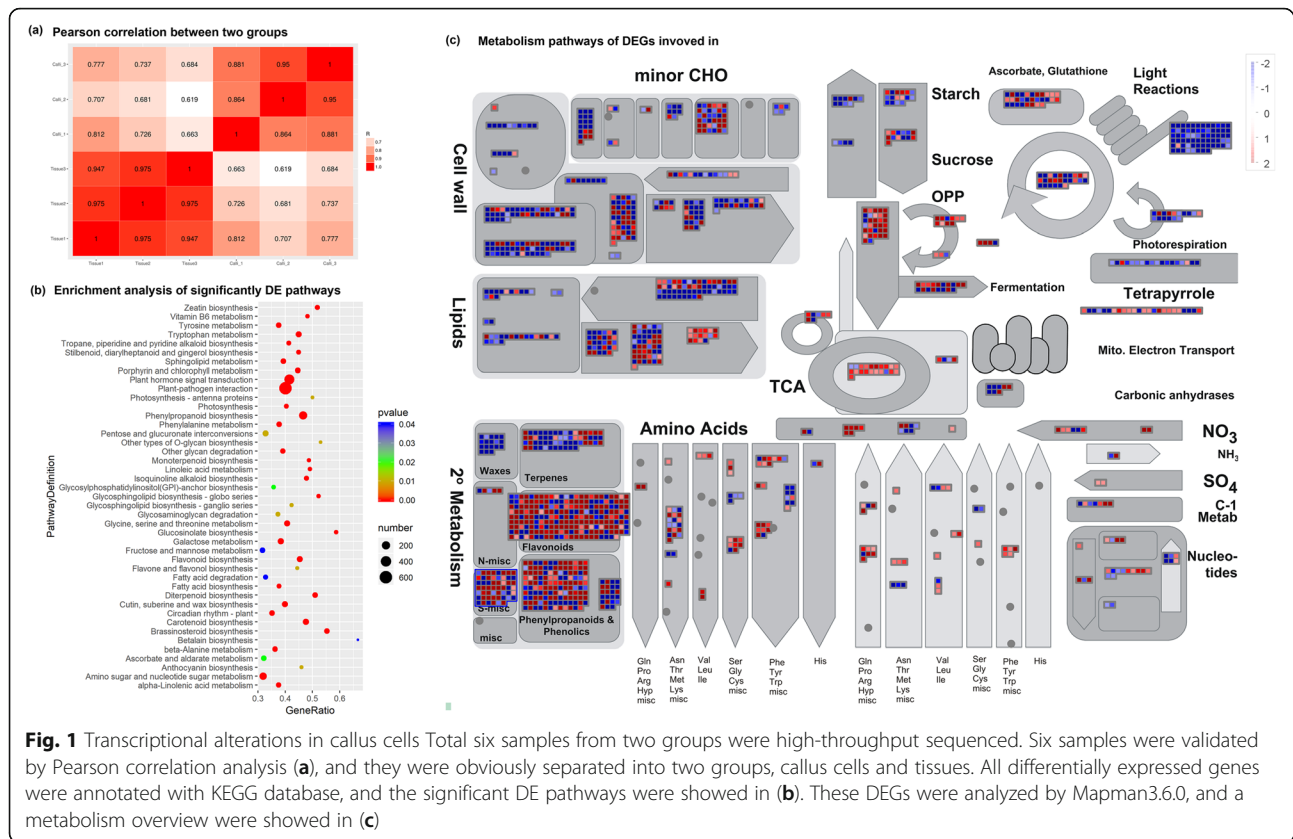 (a) Pearson correlation between two groups
Cell_3 0.777 0.737 0.684 0.881 0.95 1
Cell_2 0.707 0.681 0.619 0.864 1 0.95
Cell_1 0.812 0.726 0.663 1 0.864 0.881
Tissue3 0.947 0.975 1 0.663 0.619 0.684
Tissue2 0.975 1 0.975 0.726 0.681 0.737
Tissue1 1 0.975 0.947 0.812 0.707 0.777
Tissue1 Tissue2 Tissue3 Cell_1 Cell_2 Cell_3
R
0.7
0.8
0.9
1.0
(b) Enrichment analysis of significantly DE pathways
PathwayDefinition
Zeatin biosynthesis
Vitamin B6 metabolism
Tyrosine metabolism
Tryptophan metabolism
Tropane, piperidine and pyridine alkaloid biosynthesis
Stilbenoid, diarylheptanoid and gingerol biosynthesis
Sphingolipid metabolism
Porphyrin and chlorophyll metabolism
Plant hormone signal transduction
Plant-pathogen interaction
Photosynthesis - antenna proteins
Photosynthesis
Phenylpropanoid biosynthesis
Phenylalanine metabolism
Pentose and glucuronate interconversions
Other types of O-glycan biosynthesis
Other glycan degradation
Monoterpenoid biosynthesis
Linoleic acid metabolism
Isoquinoline alkaloid biosynthesis
Glycosylphosphatidylinositol(GPI)-anchor biosynthesis
Glycosphingolipid biosynthesis - globo series
Glycosphingolipid biosynthesis - ganglio series
Glycosaminoglycan degradation
Glycine, serine and threonine metabolism
Glucosinolate biosynthesis
Galactose metabolism
Fructose and mannose metabolism
Flavonoid biosynthesis
Flavone and flavonol biosynthesis
Fatty acid degradation
Fatty acid biosynthesis
Diterpenoid biosynthesis
Cutin, suberine and wax biosynthesis
Circadian rhythm - plant
Carotenoid biosynthesis
Brassinosteroid biosynthesis
Betalain biosynthesis
beta-Alanine metabolism
Ascorbate and aldarate metabolism
Anthocyanin biosynthesis
Amino sugar and nucleotide sugar metabolism
alpha-Linolenic acid metabolism
0.3 0.4 0.5 0.6
GeneRatio
pvalue
0.04
0.03
0.02
0.01
0.00
number
200
400
600
(c) Metabolism pathways of DEGs invoved in
minor CHO
Cell wall
Lipids
2º Metabolism
Starch
Sucrose
OPP
Ascorbate, Glutathione
Light
Reactions
-2
-1
0
1
2
Photorespiration
Tetrapyrrole
Fermentation
Mito. Electron Transport
TCA
Carbonic anhydrases
Amino Acids
NO3
NH3
SO4
C-1
Metab
Nucleo-
tides
Waxes
Terpenes
N-misc
Flavonoids
S-misc
Phenylpropanoids &
Phenolics
misc
Gln Asn Val Ser Phe His Gln Asn Val Ser Phe His
Pro Thr Leu Gly Tyr Pro Thr Leu Gly Tyr
Arg Met Ile Cys Trp Arg Met Ile Cys Trp
Hyp Lys misc misc Hyp Lys misc misc
misc misc misc misc
Fig. 1 Transcriptional alterations in callus cells Total six samples from two groups were high-throughput sequenced. Six samples were validated
by Pearson correlation analysis (a), and they were obviously separated into two groups, callus cells and tissues. All differentially expressed genes
were annotated with KEGG database, and the significant DE pathways were showed in (b). These DEGs were analyzed by Mapman3.6.0, and a
metabolism overview were showed in (c)